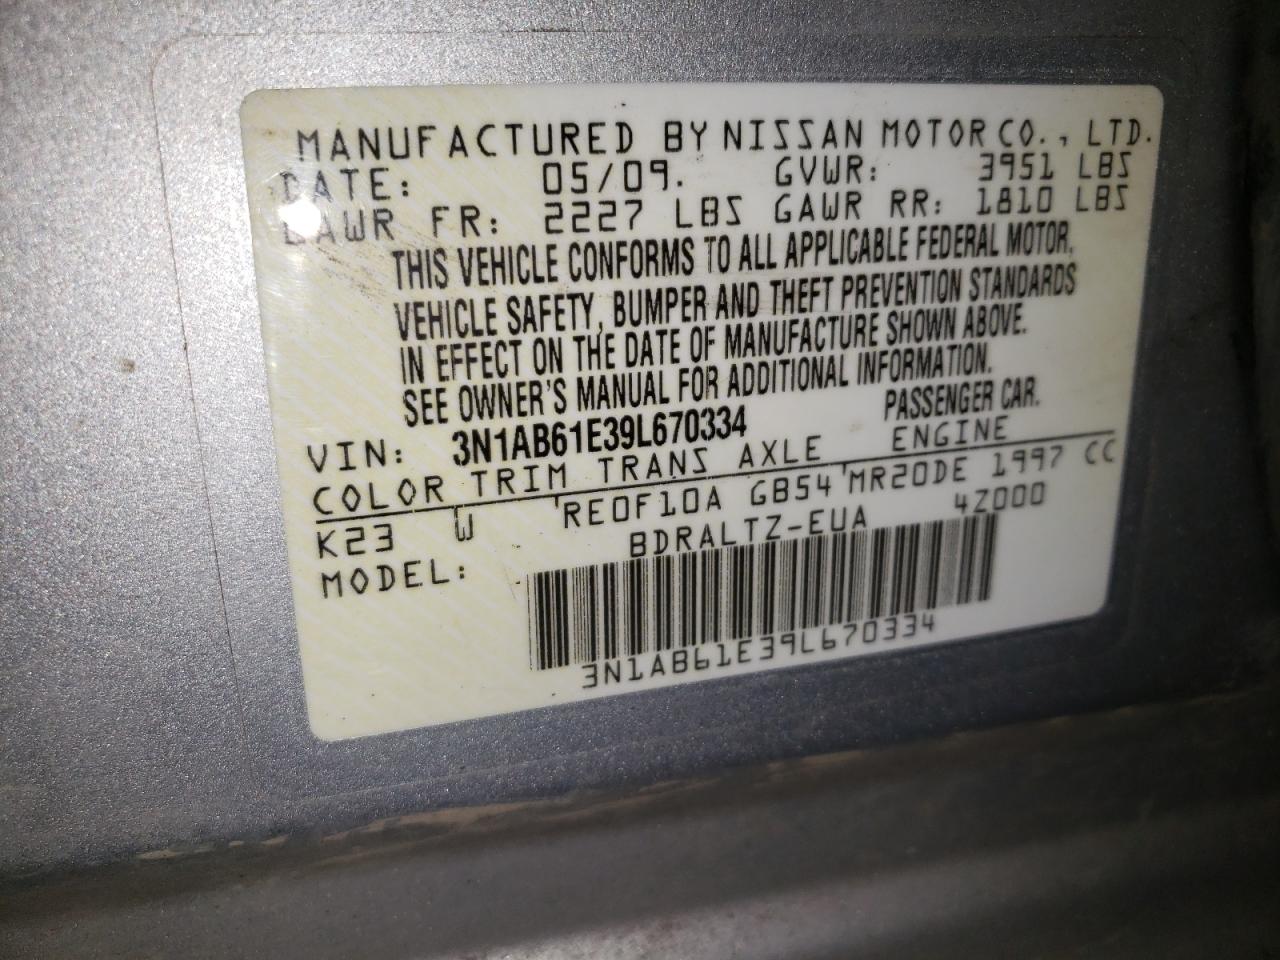 MANUFACTURED BY NISSAN MOTOR CO., LTD.
DATE: 05/09. GVWR: 3951 LBS
GAWR FR: 2227 LBS GAWR RR: 1810 LBS
THIS VEHICLE CONFORMS TO ALL APPLICABLE FEDERAL MOTOR,
VEHICLE SAFETY, BUMPER AND THEFT PREVENTION STANDARDS
IN EFFECT ON THE DATE OF MANUFACTURE SHOWN ABOVE.
SEE OWNER'S MANUAL FOR ADDITIONAL INFORMATION.
VIN: 3N1AB61E39L670334 PASSENGER CAR.
COLOR TRIM TRANS AXLE ENGINE
K23 W RE0F10A GB54 MR20DE 1997 CC
MODEL: BDRALTZ-EUA 4Z000
3N1AB61E39L670334